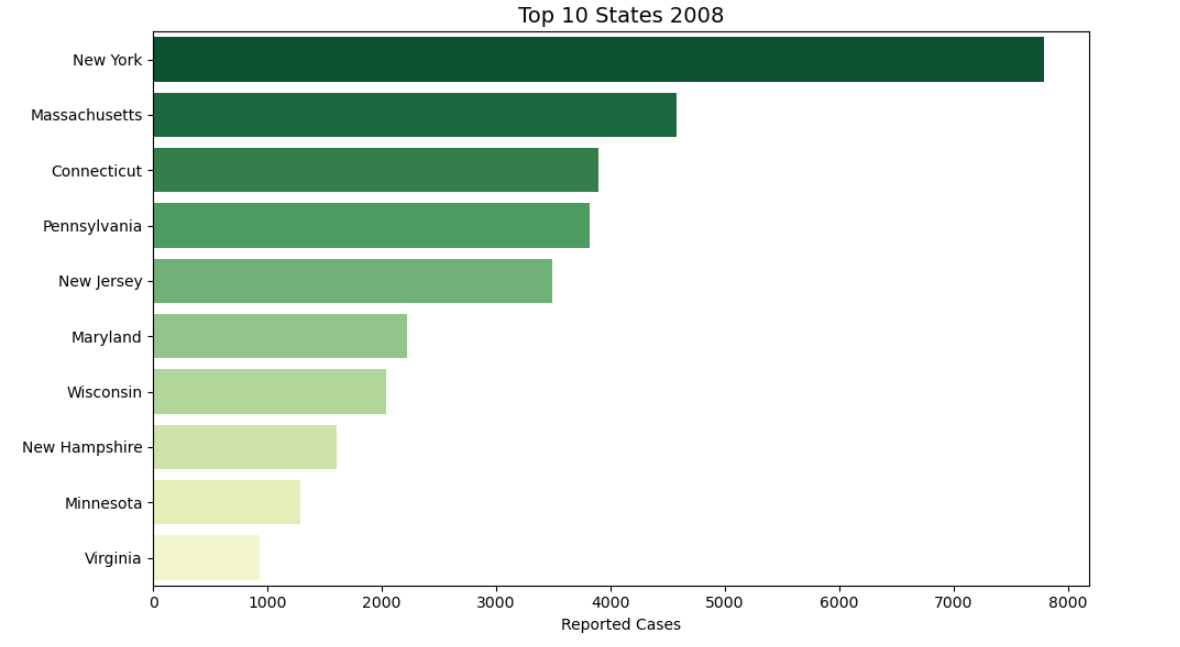 Top 10 States 2008
New York
Massachusetts
Connecticut
Pennsylvania
New Jersey
Maryland
Wisconsin
New Hampshire
Minnesota
Virginia
0 1000 2000 3000 4000 5000 6000 7000 8000
Reported Cases